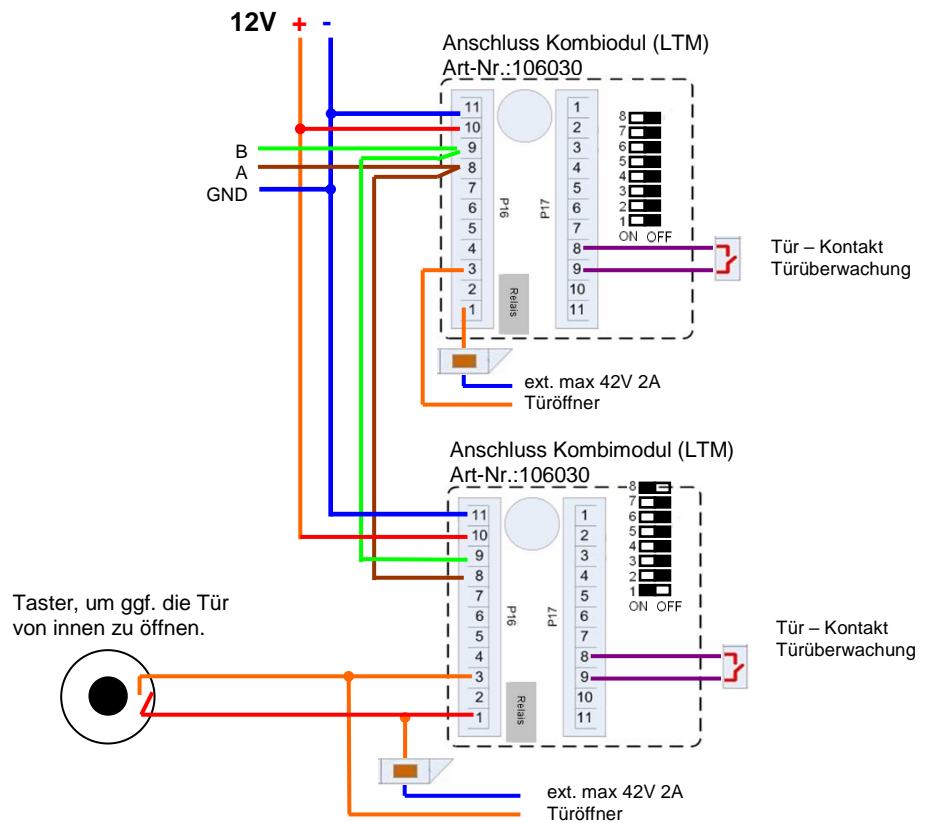 12V + -
Anschluss Kombiodul (LTM)
Art-Nr.:106030
11
10
9
8
7
6
5
4
3
2
1
P16
Relais
P17
1
2
3
4
5
6
7
8
9
10
11
8
7
6
5
4
3
2
1
ON OFF
B
A
GND
Tür – Kontakt
Türüberwachung
ext. max 42V 2A
Türöffner
Anschluss Kombimodul (LTM)
Art-Nr.:106030
11
10
9
8
7
6
5
4
3
2
1
P16
Relais
P17
1
2
3
4
5
6
7
8
9
10
11
8
7
6
5
4
3
2
1
ON OFF
Taster, um ggf. die Tür
von innen zu öffnen.
Tür – Kontakt
Türüberwachung
ext. max 42V 2A
Türöffner